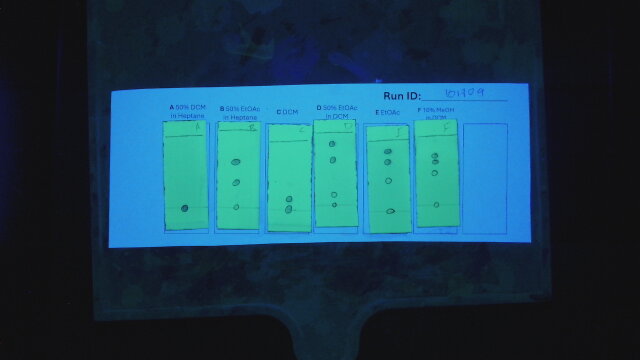 Run ID: 101909
A 50% DCM
in Heptane
B 50% EtOAc
in Heptane
C DCM
D 50% EtOAc
in DCM
E EtOAc
F 10% MeOH
in DCM
A
B
C
D
E
F